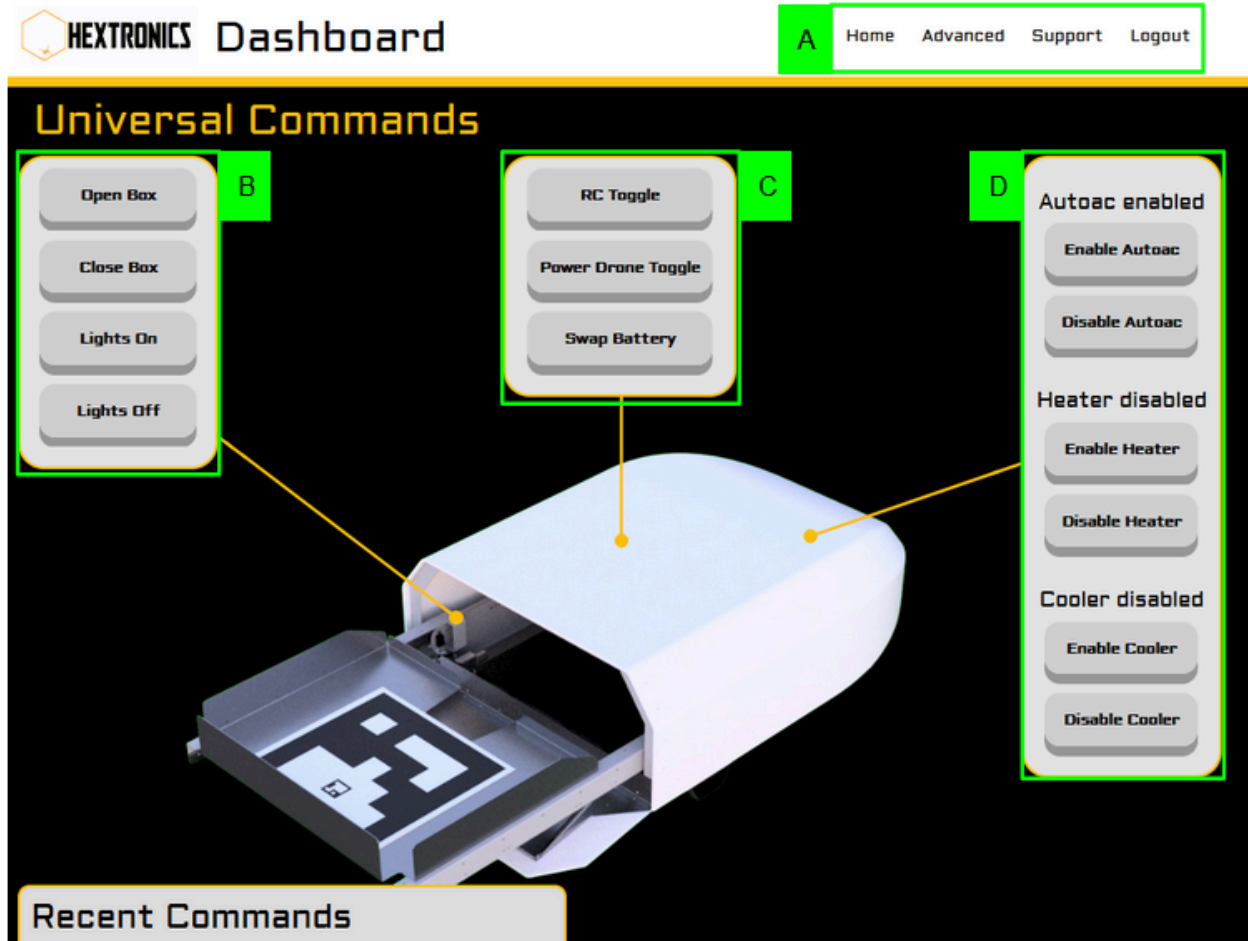 HEXTRONICS Dashboard
A Home Advanced Support Logout
Universal Commands
B
Open Box
Close Box
Lights On
Lights Off
C
RC Toggle
Power Drone Toggle
Swap Battery
D
Autoac enabled
Enable Autoac
Disable Autoac
Heater disabled
Enable Heater
Disable Heater
Cooler disabled
Enable Cooler
Disable Cooler
Recent Commands